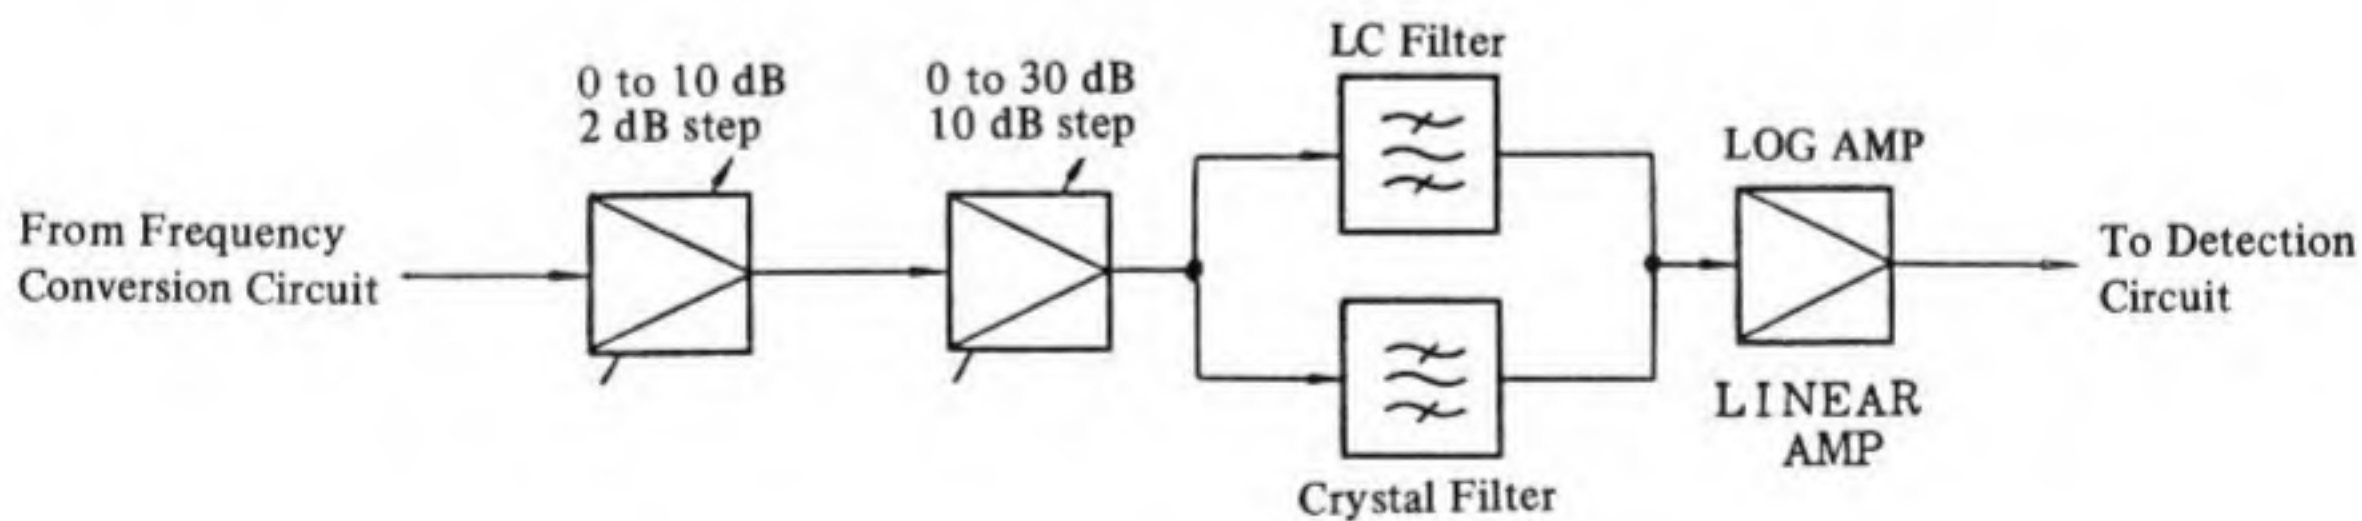 From Frequency
Conversion Circuit
0 to 10 dB
2 dB step
0 to 30 dB
10 dB step
LC Filter
Crystal Filter
LOG AMP
LINEAR
AMP
To Detection
Circuit